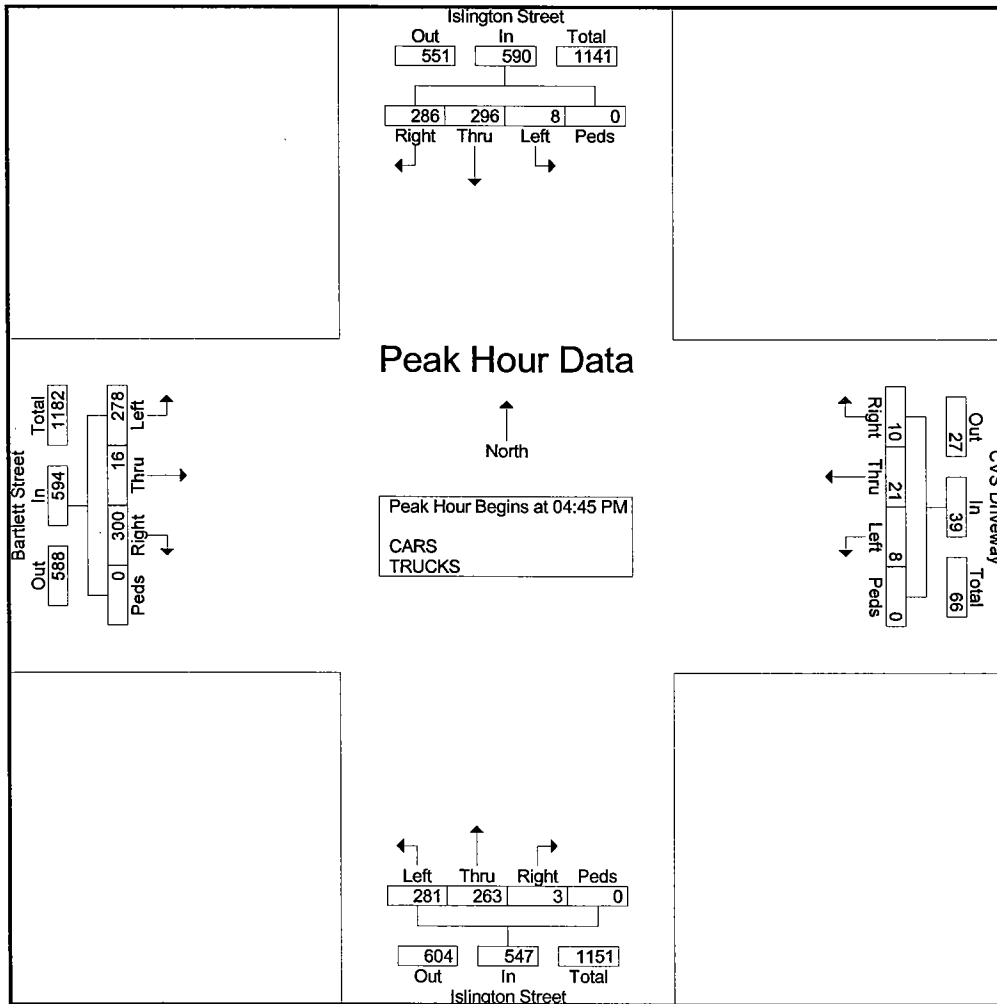 Islington Street
Out In Total
551 590 1141
286 296 8 0
Right Thru Left Peds
Peak Hour Data
North
Peak Hour Begins at 04:45 PM
CARS
TRUCKS
Bartlett Street
Out In Total
588 594 1182
278 16 300 0
Left Thru Right Peds
CVS Driveway
Out In Total
27 39 66
10 21 8 0
Right Thru Left Peds
Left Thru Right Peds
281 263 3 0
604 547 1151
Out In Total
Islington Street